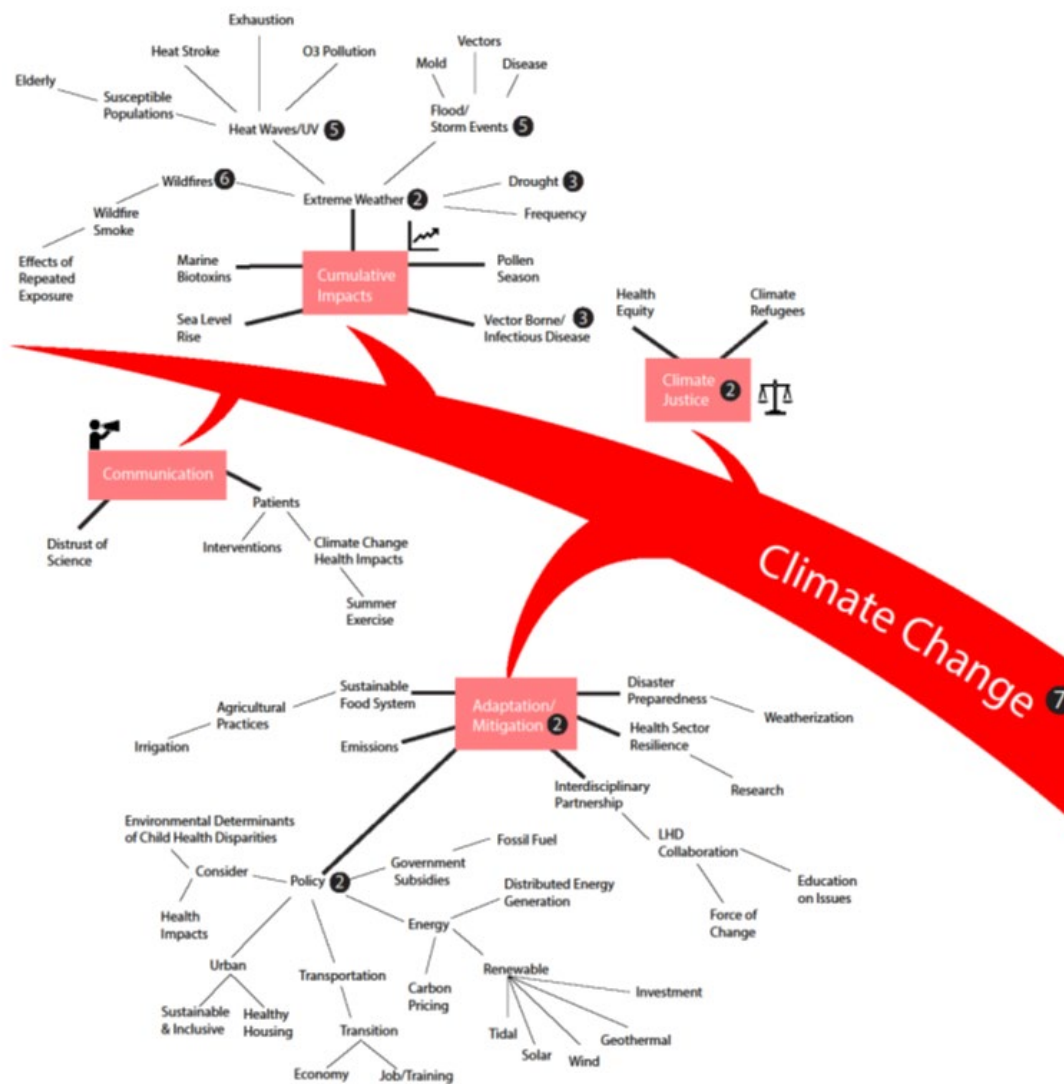 Exhaustion
Heat Stroke
O3 Pollution
Vectors
Mold
Disease
Elderly
Susceptible
Populations
Heat Waves/UV 5
Flood/
Storm Events 5
Wildfires 6
Extreme Weather 2
Drought 3
Frequency
Wildfire
Smoke
Effects of
Repeated
Exposure
Marine
Biotoxins
Cumulative
Impacts
Pollen
Season
Sea Level
Rise
Vector Borne/ 3
Infectious Disease
Health
Equity
Climate
Refugees
Climate
Justice 2
Communication
Distrust of
Science
Patients
Interventions
Climate Change
Health Impacts
Summer
Exercise
Climate Change 7
Adaptation/
Mitigation 2
Sustainable
Food System
Agricultural
Practices
Irrigation
Emissions
Disaster
Preparedness
Weatherization
Health Sector
Resilience
Research
Interdisciplinary
Partnership
LHD
Collaboration
Education
on Issues
Force of
Change
Environmental Determinants
of Child Health Disparities
Consider
Health
Impacts
Policy 2
Government
Subsidies
Fossil Fuel
Energy
Distributed Energy
Generation
Carbon
Pricing
Renewable
Investment
Geothermal
Wind
Solar
Tidal
Urban
Sustainable
& Inclusive
Healthy
Housing
Transportation
Transition
Economy
Job/Training